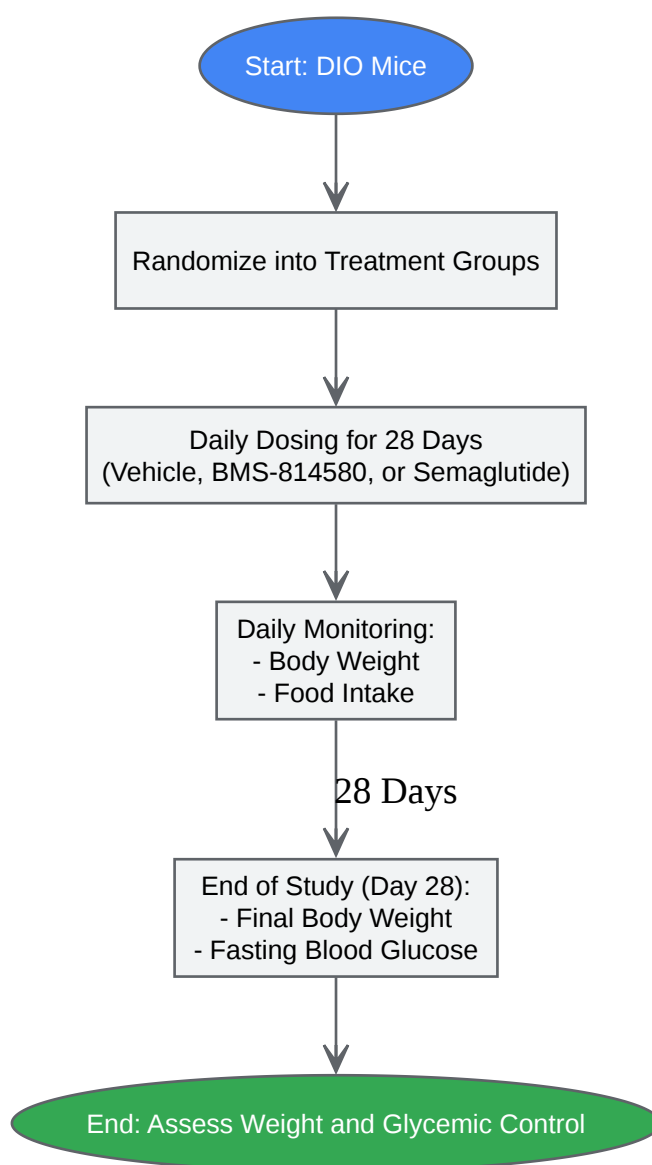 Start: DIO Mice
Randomize into Treatment Groups
Daily Dosing for 28 Days
(Vehicle, BMS-814580, or Semaglutide)
Daily Monitoring:
- Body Weight
- Food Intake
28 Days
End of Study (Day 28):
- Final Body Weight
- Fasting Blood Glucose
End: Assess Weight and Glycemic Control